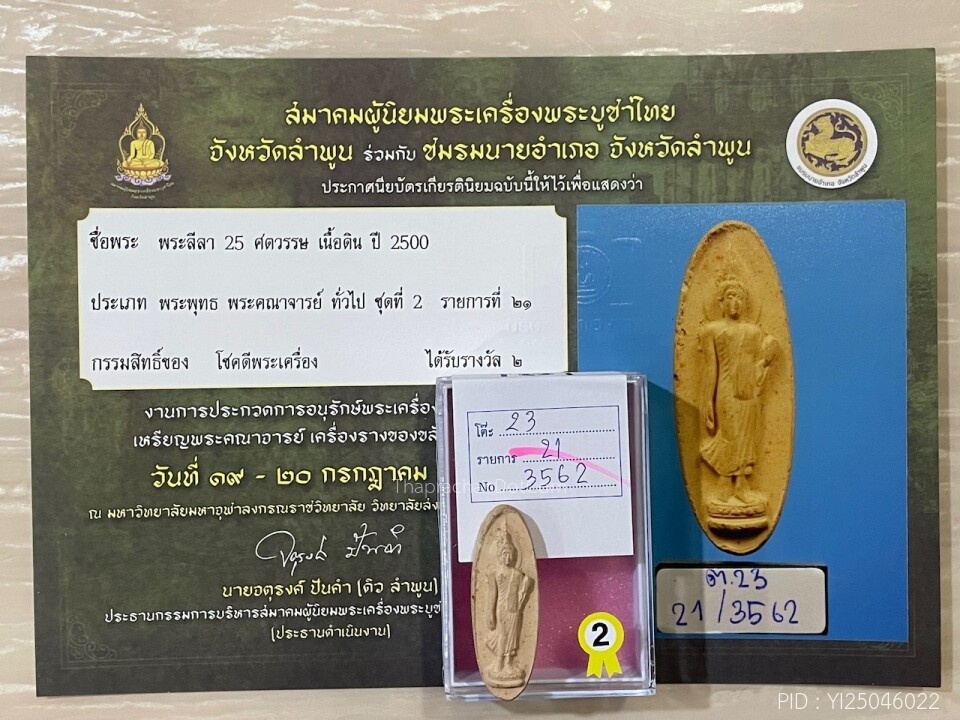 สมาคมผู้นิยมพระเครื่องพระบูชาไทย
จังหวัดลำพูน ร่วมกับ ชมรมนายอำเภอ จังหวัดลำพูน
ประกาศนียบัตรเกียรตินิยมฉบับนี้ให้ไว้เพื่อแสดงว่า
ชื่อพระ พระลีลา 25 ศตวรรษ เนื้อดิน ปี 2500
ประเภท พระพุทธ พระคณาจารย์ ทั่วไป ชุดที่ 2 รายการที่ ๒๑
กรรมสิทธิ์ของ โชคดีพระเครื่อง ได้รับรางวัล ๒
งานการประกวดการอนุรักษ์พระเครื่อง
เหรียญพระคณาจารย์ เครื่องรางของขลัง
วันที่ ๑๙ - ๒๐ กรกฎาคม
ณ มหาวิทยาลัยมหาจุฬาลงกรณราชวิทยาลัย วิทยาลัยสงฆ์
นายจตุรงค์ ปันคำ (ดิว ลำพูน)
ประธานกรรมการบริหารสมาคมผู้นิยมพระเครื่องพระบูชา
(ประธานดำเนินงาน)
โต๊ะ 23
รายการ 21
No 3562
2
ต.23
21/3562
PID : YI25046022